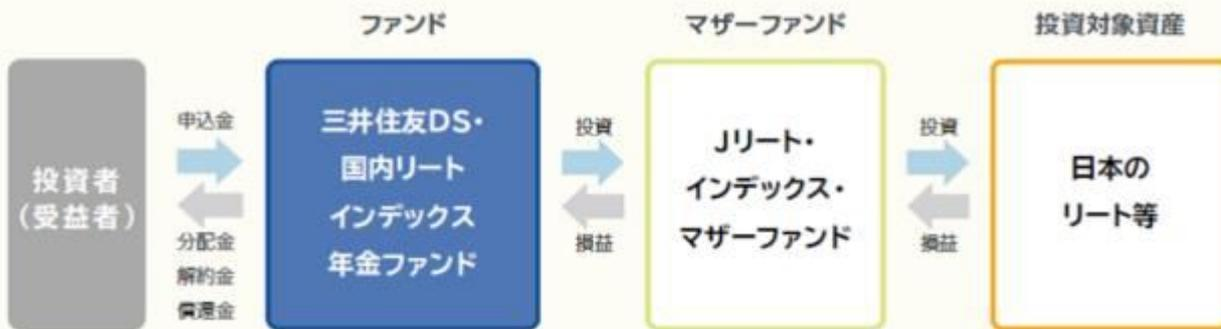 ファンド
マザーファンド
投資対象資産
投資者
（受益者）
申込金
分配金
解約金
償還金
三井住友DS・
国内リート
インデックス
年金ファンド
投資
損益
Jリート・
インデックス・
マザーファンド
投資
損益
日本の
リート等